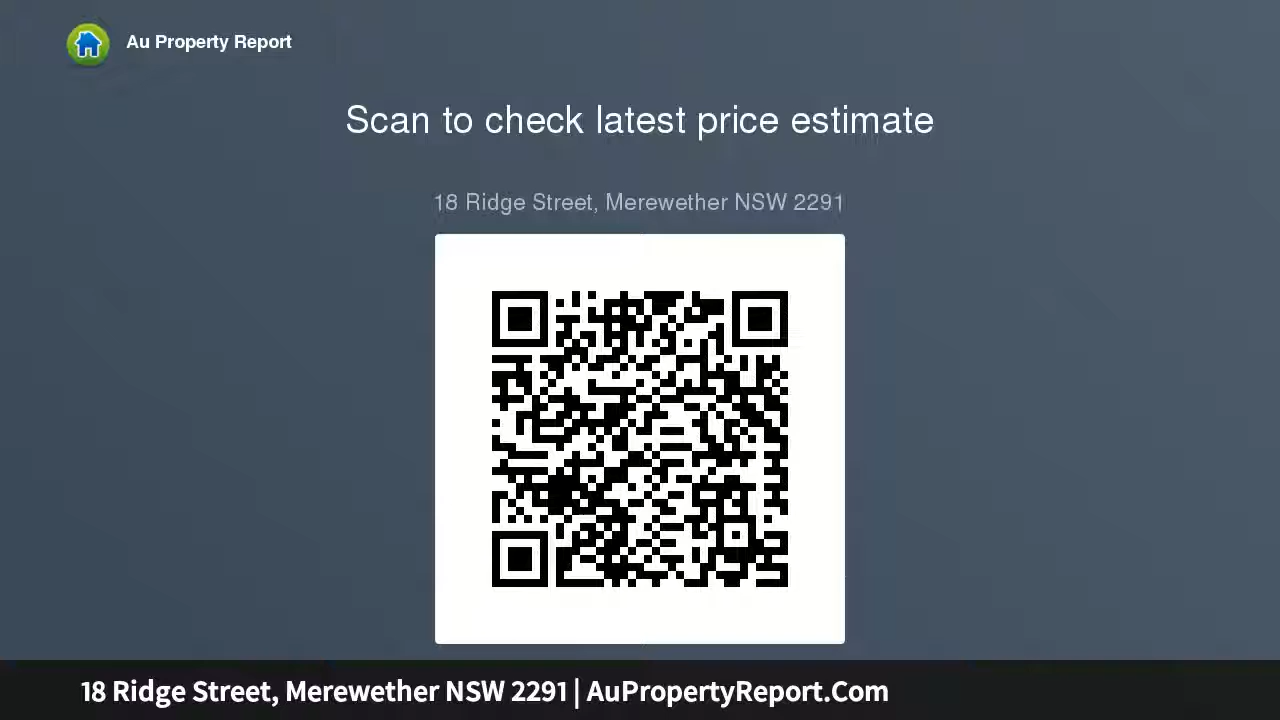 Au Property Report
Scan to check latest price estimate
18 Ridge Street, Merewether NSW 2291
18 Ridge Street, Merewether NSW 2291 | AuPropertyReport.Com